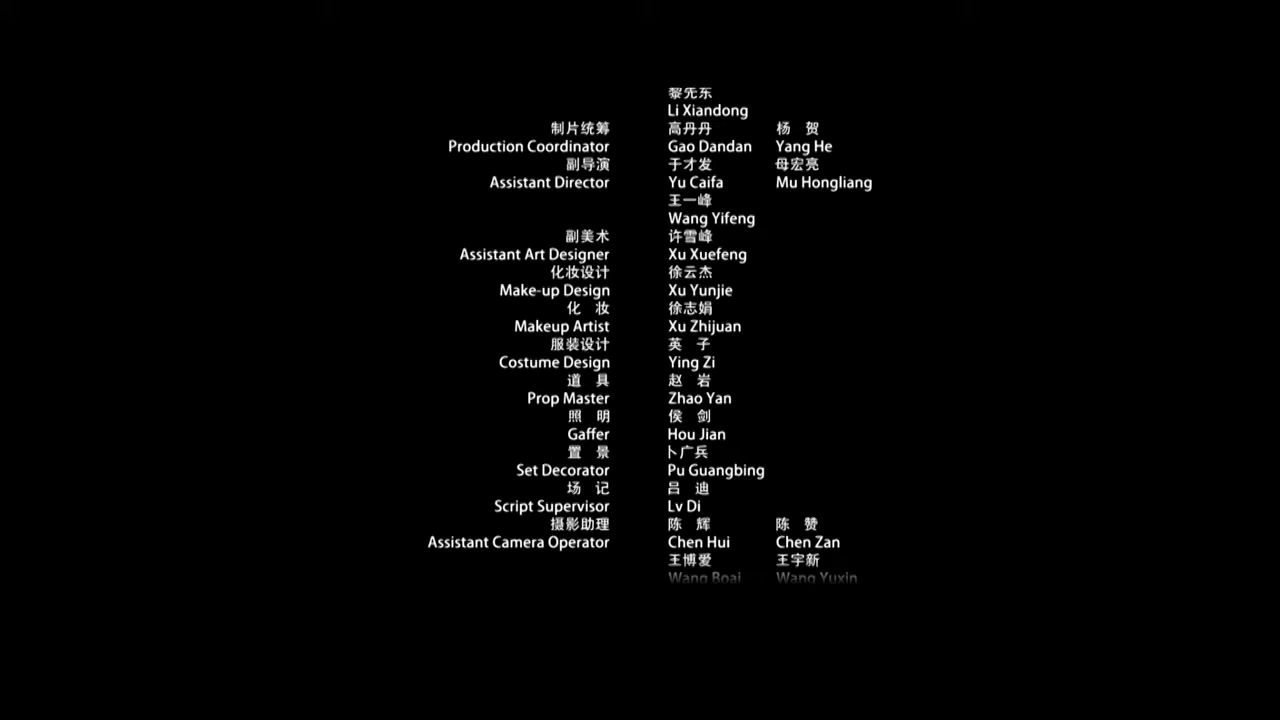 黎先东
Li Xiandong
制片统筹 高丹丹 杨 贺
Production Coordinator Gao Dandan Yang He
副导演 于才发 母宏亮
Assistant Director Yu Caifa Mu Hongliang
王一峰
Wang Yifeng
副美术 许雪峰
Assistant Art Designer Xu Xuefeng
化妆设计 徐云杰
Make-up Design Xu Yunjie
化 妆 徐志娟
Makeup Artist Xu Zhijuan
服装设计 英 子
Costume Design Ying Zi
道 具 赵 岩
Prop Master Zhao Yan
照 明 侯 剑
Gaffer Hou Jian
置 景 卜广兵
Set Decorator Pu Guangbing
场 记 吕 迪
Script Supervisor Lv Di
摄影助理 陈 辉 陈 赞
Assistant Camera Operator Chen Hui Chen Zan
王博爱 王宇新
Wang Boai Wang Yuxin